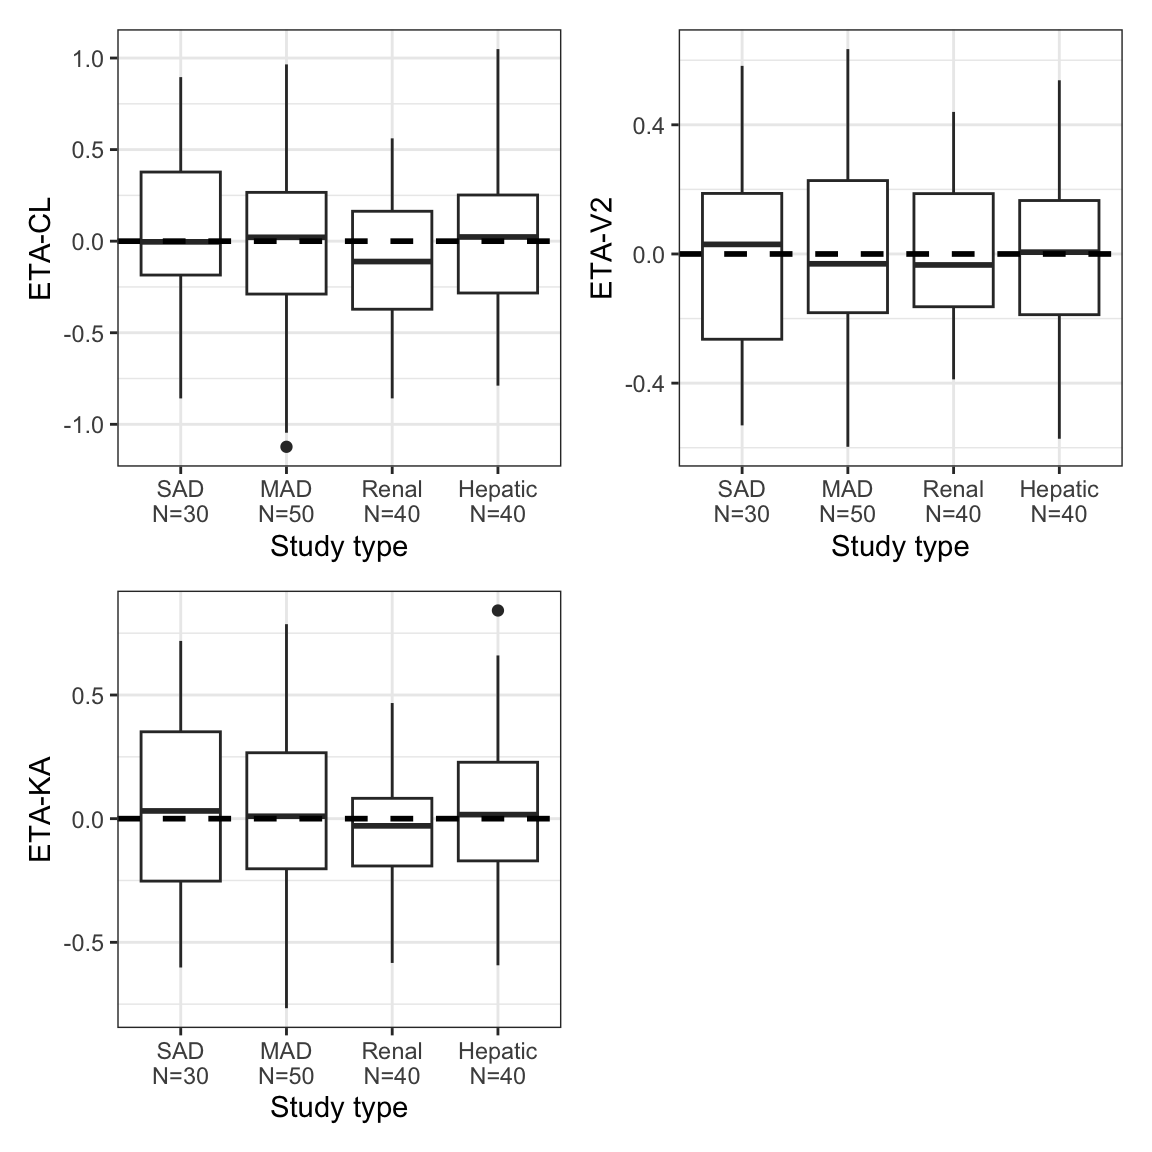 ETA-CL
1.0
0.5
0.0
-0.5
-1.0
SAD MAD Renal Hepatic
N=30 N=50 N=40 N=40
Study type
ETA-V2
0.4
0.0
-0.4
SAD MAD Renal Hepatic
N=30 N=50 N=40 N=40
Study type
ETA-KA
0.5
0.0
-0.5
SAD MAD Renal Hepatic
N=30 N=50 N=40 N=40
Study type